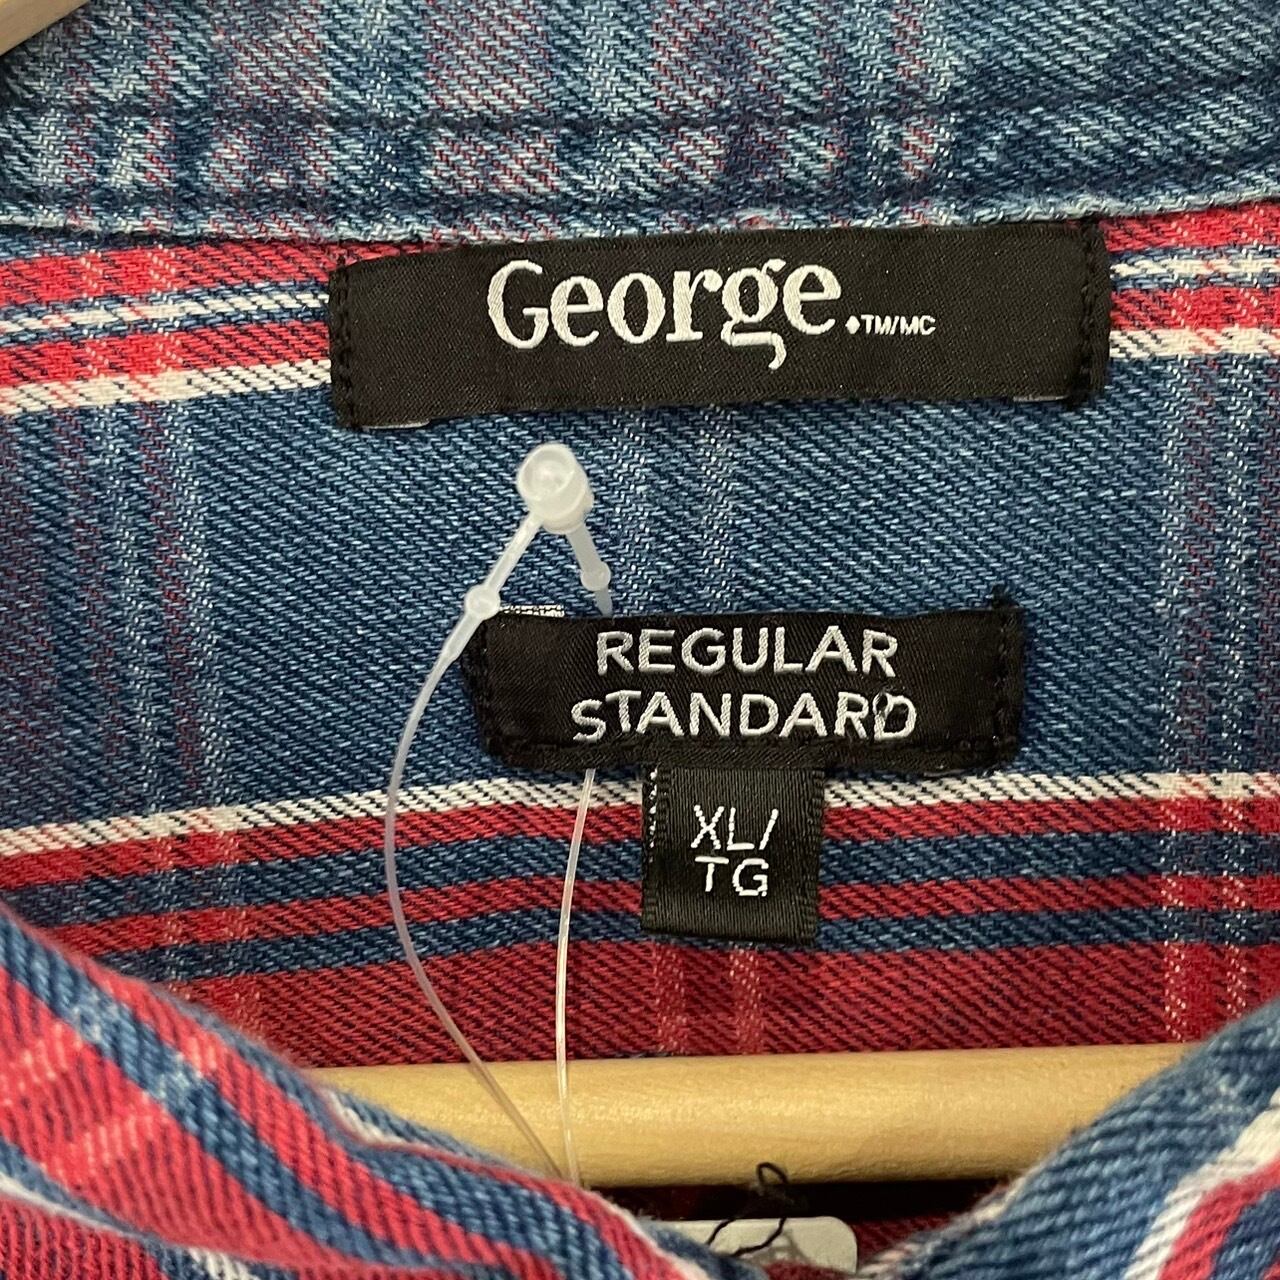 George.♦TM/MC
REGULAR
STANDARD
XL/
TG